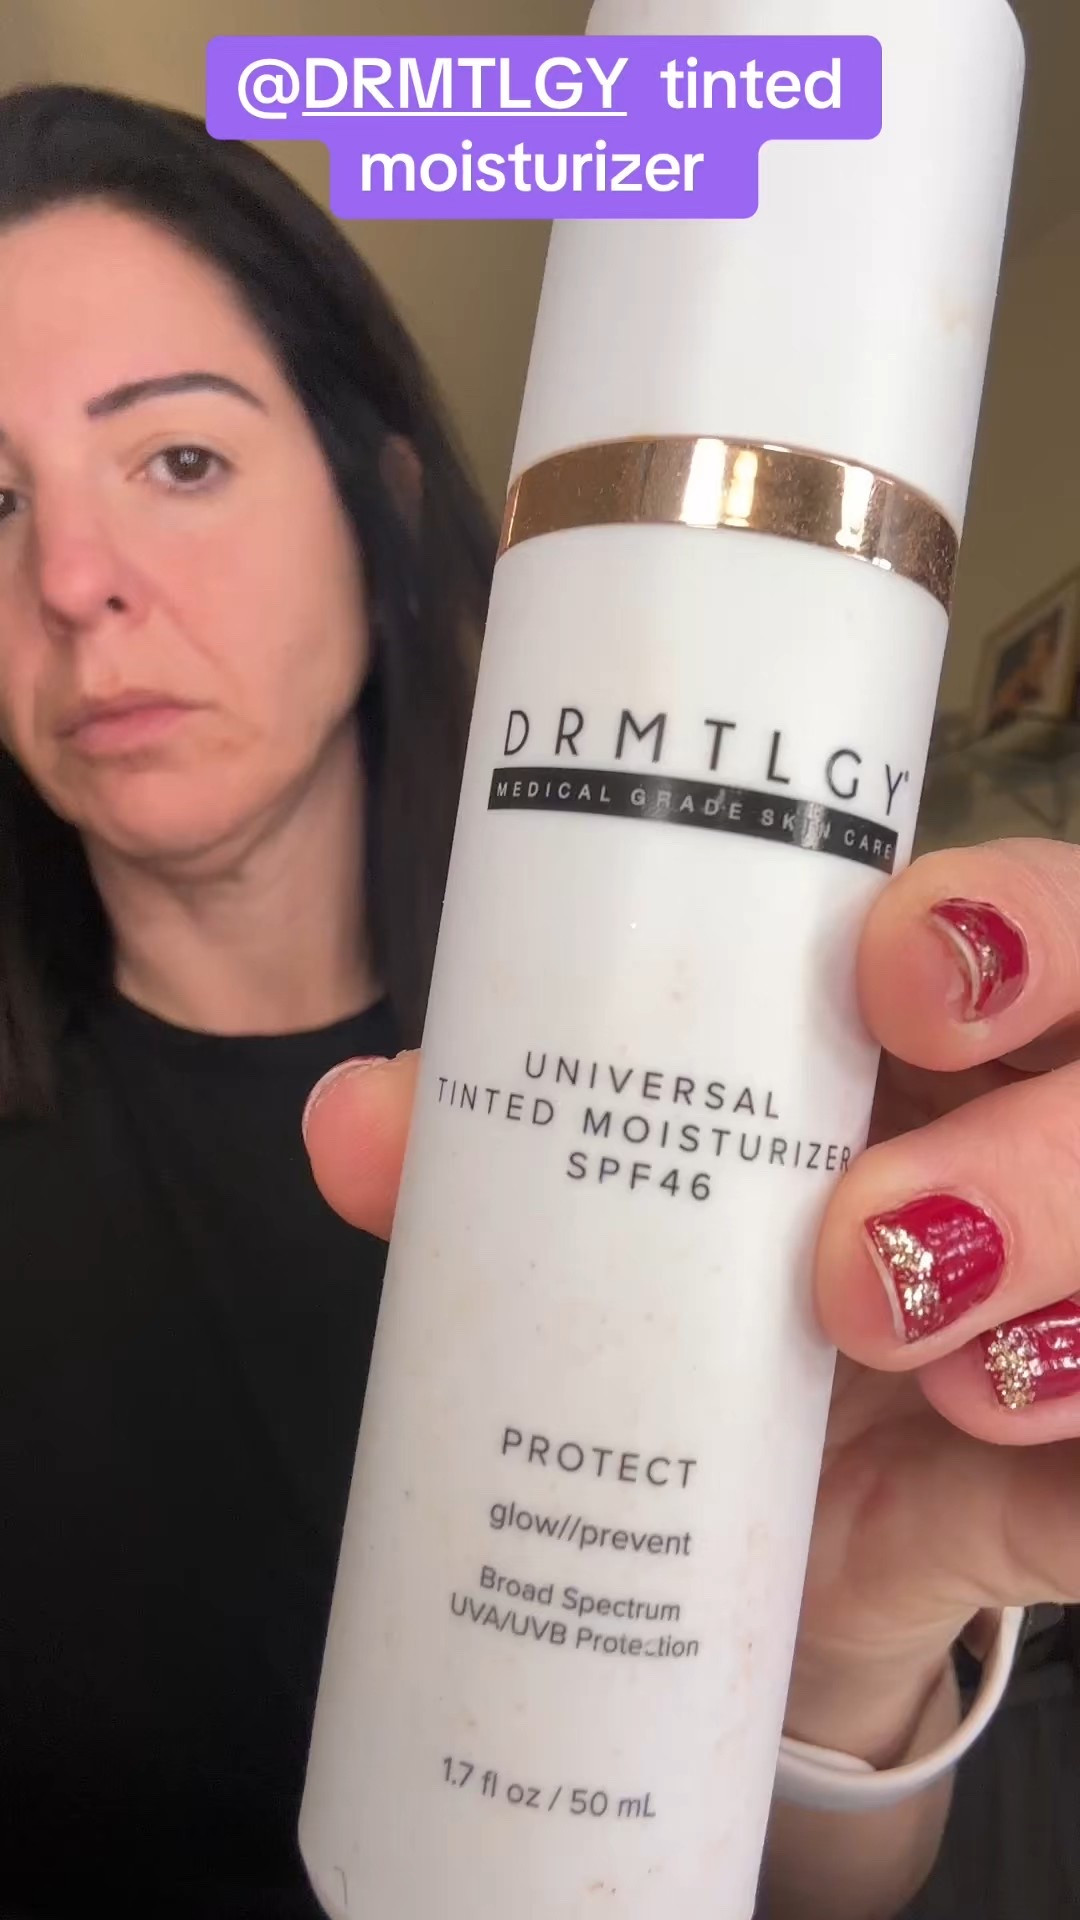 @DRMTLGY tinted
moisturizer
DRMTLGY
MEDICAL GRADE SKIN CARE
UNIVERSAL
TINTED MOISTURIZER
SPF46
PROTECT
glow//prevent
Broad Spectrum
UVA/UVB Protection
1.7 fl oz / 50 mL